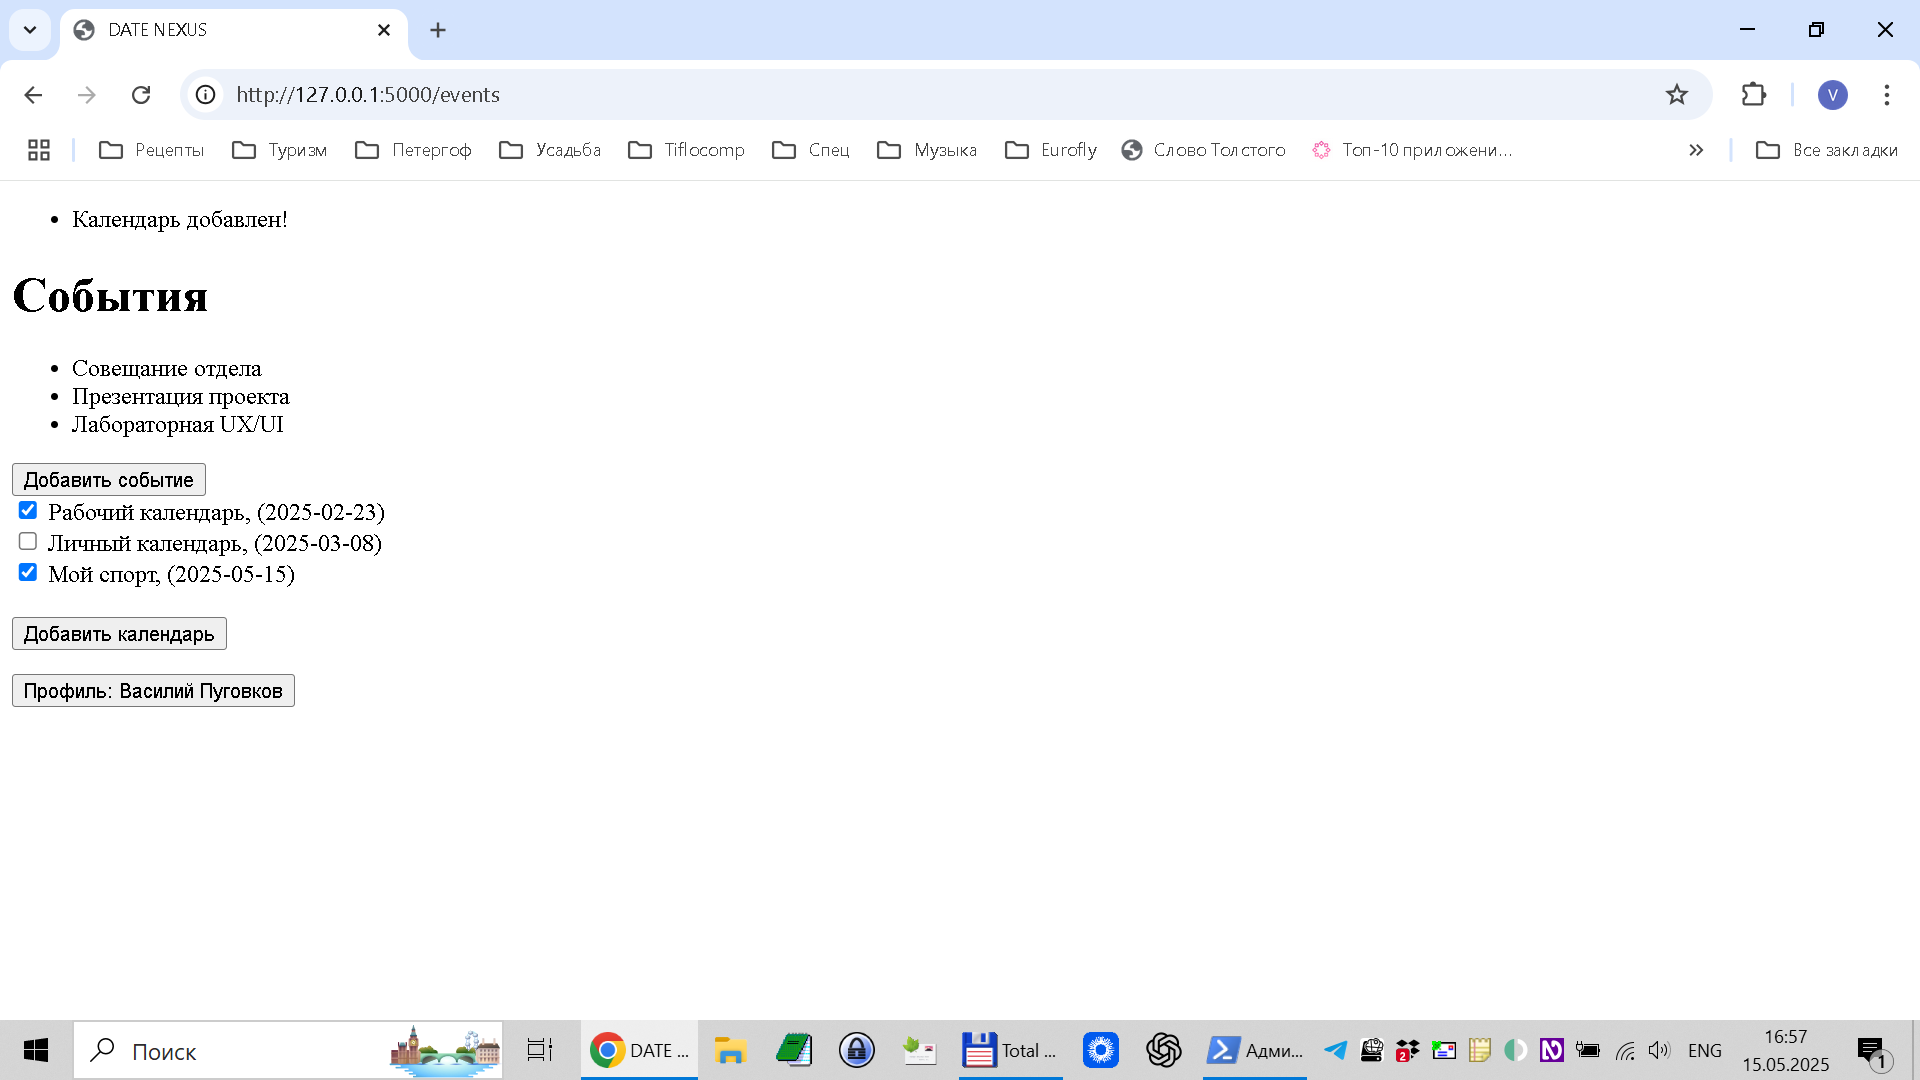 DATE NEXUS
http://127.0.0.1:5000/events
V
Рецепты
Туризм
Петергоф
Усадьба
Tiflocomp
Спец
Музыка
Eurofly
Слово Толстого
Топ-10 приложени...
Все закладки
Календарь добавлен!
События
Совещание отдела
Презентация проекта
Лабораторная UX/UI
Добавить событие
Рабочий календарь, (2025-02-23)
Личный календарь, (2025-03-08)
Мой спорт, (2025-05-15)
Добавить календарь
Профиль: Василий Пуговков
Поиск
DATE ...
Total ...
Адми...
2
N
ENG
16:57
15.05.2025
1